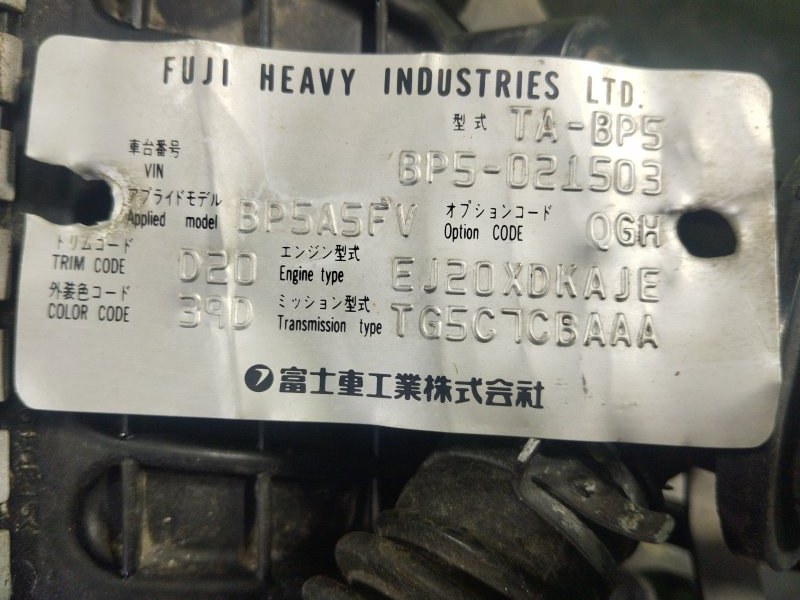 FUJI HEAVY INDUSTRIES LTD.
型式 TA-BP5
車台番号
VIN BP5-021503
アプライドモデル
Applied model BP5A5FV
オプションコード
Option CODE QGH
トリムコード
TRIM CODE D20
エンジン型式
Engine type EJ20XDKAJE
外装色コード
COLOR CODE 39D
ミッション型式
Transmission type TG5C7CBAAA
富士重工業株式会社